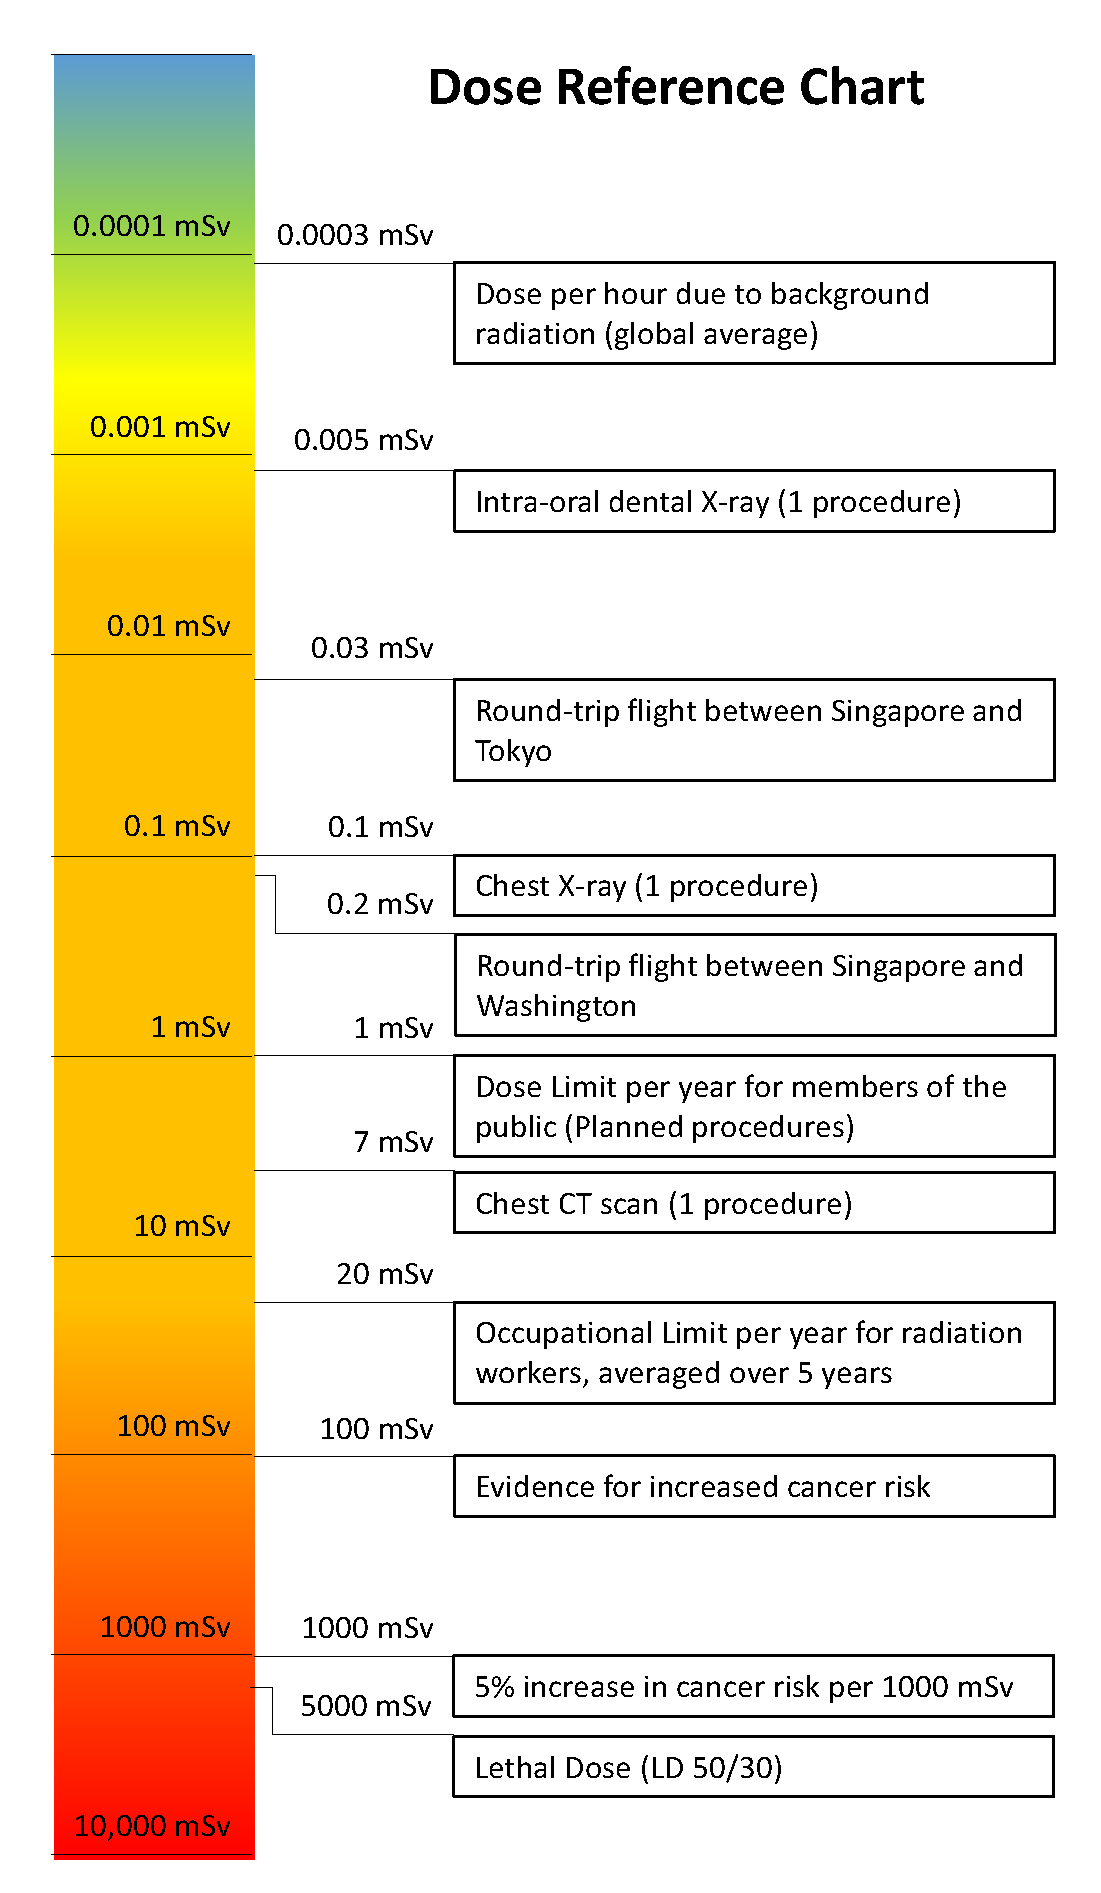 Dose Reference Chart
0.0001 mSv
0.0003 mSv
Dose per hour due to background
radiation (global average)
0.001 mSv
0.005 mSv
Intra-oral dental X-ray (1 procedure)
0.01 mSv
0.03 mSv
Round-trip flight between Singapore and
Tokyo
0.1 mSv
0.1 mSv
Chest X-ray (1 procedure)
0.2 mSv
Round-trip flight between Singapore and
Washington
1 mSv
1 mSv
Dose Limit per year for members of the
public (Planned procedures)
7 mSv
Chest CT scan (1 procedure)
10 mSv
20 mSv
Occupational Limit per year for radiation
workers, averaged over 5 years
100 mSv
100 mSv
Evidence for increased cancer risk
1000 mSv
1000 mSv
5% increase in cancer risk per 1000 mSv
5000 mSv
Lethal Dose (LD 50/30)
10,000 mSv